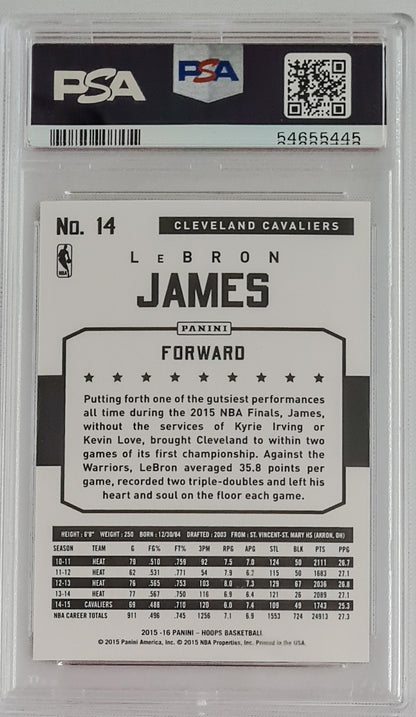 PSA PSA
54655445
No. 14 CLEVELAND CAVALIERS
NBA
LeBRON
JAMES
PANINI
FORWARD
Putting forth one of the gutsiest performances
all time during the 2015 NBA Finals, James,
without the services of Kyrie Irving or
Kevin Love, brought Cleveland to within two
games of its first championship. Against the
Warriors, LeBron averaged 35.8 points per
game, recorded two triple-doubles and left his
heart and soul on the floor each game.
HEIGHT: 6'8" WEIGHT: 250 BORN: 12/30/84 DRAFTED: 2003 FROM: ST. VINCENT-ST. MARY HS (AKRON, OH)
SEASON TEAM G FG% FT% 3PM RPG APG STL BLK PTS PPG
10-11 HEAT 79 .510 .759 92 7.5 7.0 124 50 2111 26.7
11-12 HEAT 62 .531 .771 54 7.9 6.2 115 50 1683 27.1
12-13 HEAT 76 .565 .753 103 8.0 7.3 129 67 2036 26.8
13-14 HEAT 77 .567 .750 116 6.9 6.4 121 26 2089 27.1
14-15 CAVALIERS 69 .488 .710 120 6.0 7.4 109 49 1743 25.3
NBA CAREER TOTALS 911 .496 .745 1256 7.1 6.9 1553 724 24913 27.3
2015 -16 PANINI – HOOPS BASKETBALL
© 2015 Panini America, Inc. © 2015 NBA Properties, Inc. Printed in the USA.